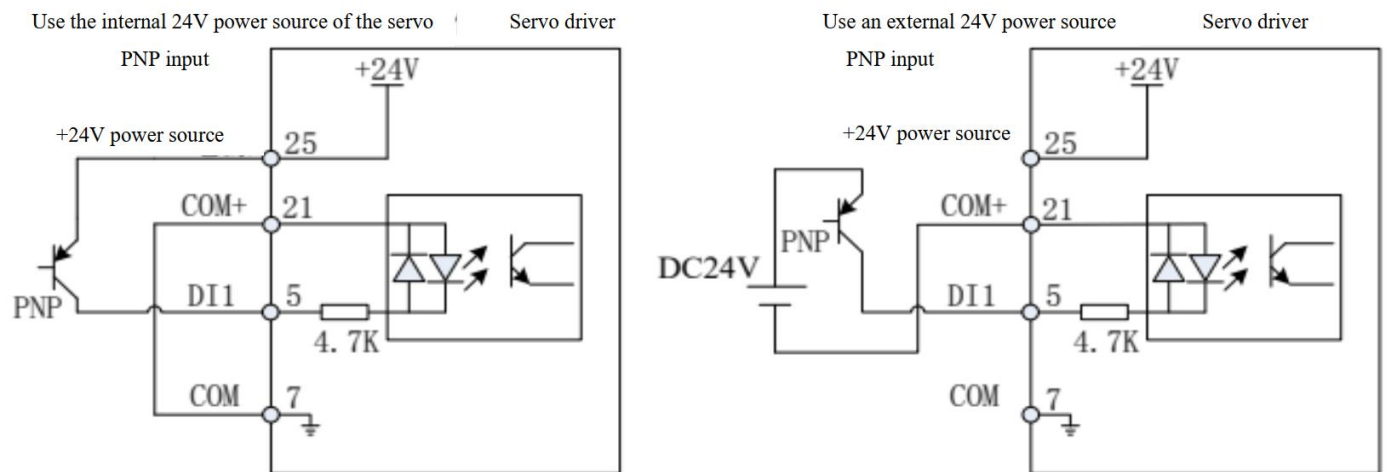 Use the internal 24V power source of the servo
Servo driver
PNP input
+24V
+24V power source
25
COM+
21
PNP
DI1
5
4.7K
COM
7
Use an external 24V power source
Servo driver
PNP input
+24V
+24V power source
25
COM+
21
PNP
DC24V
DI1
5
4.7K
COM
7